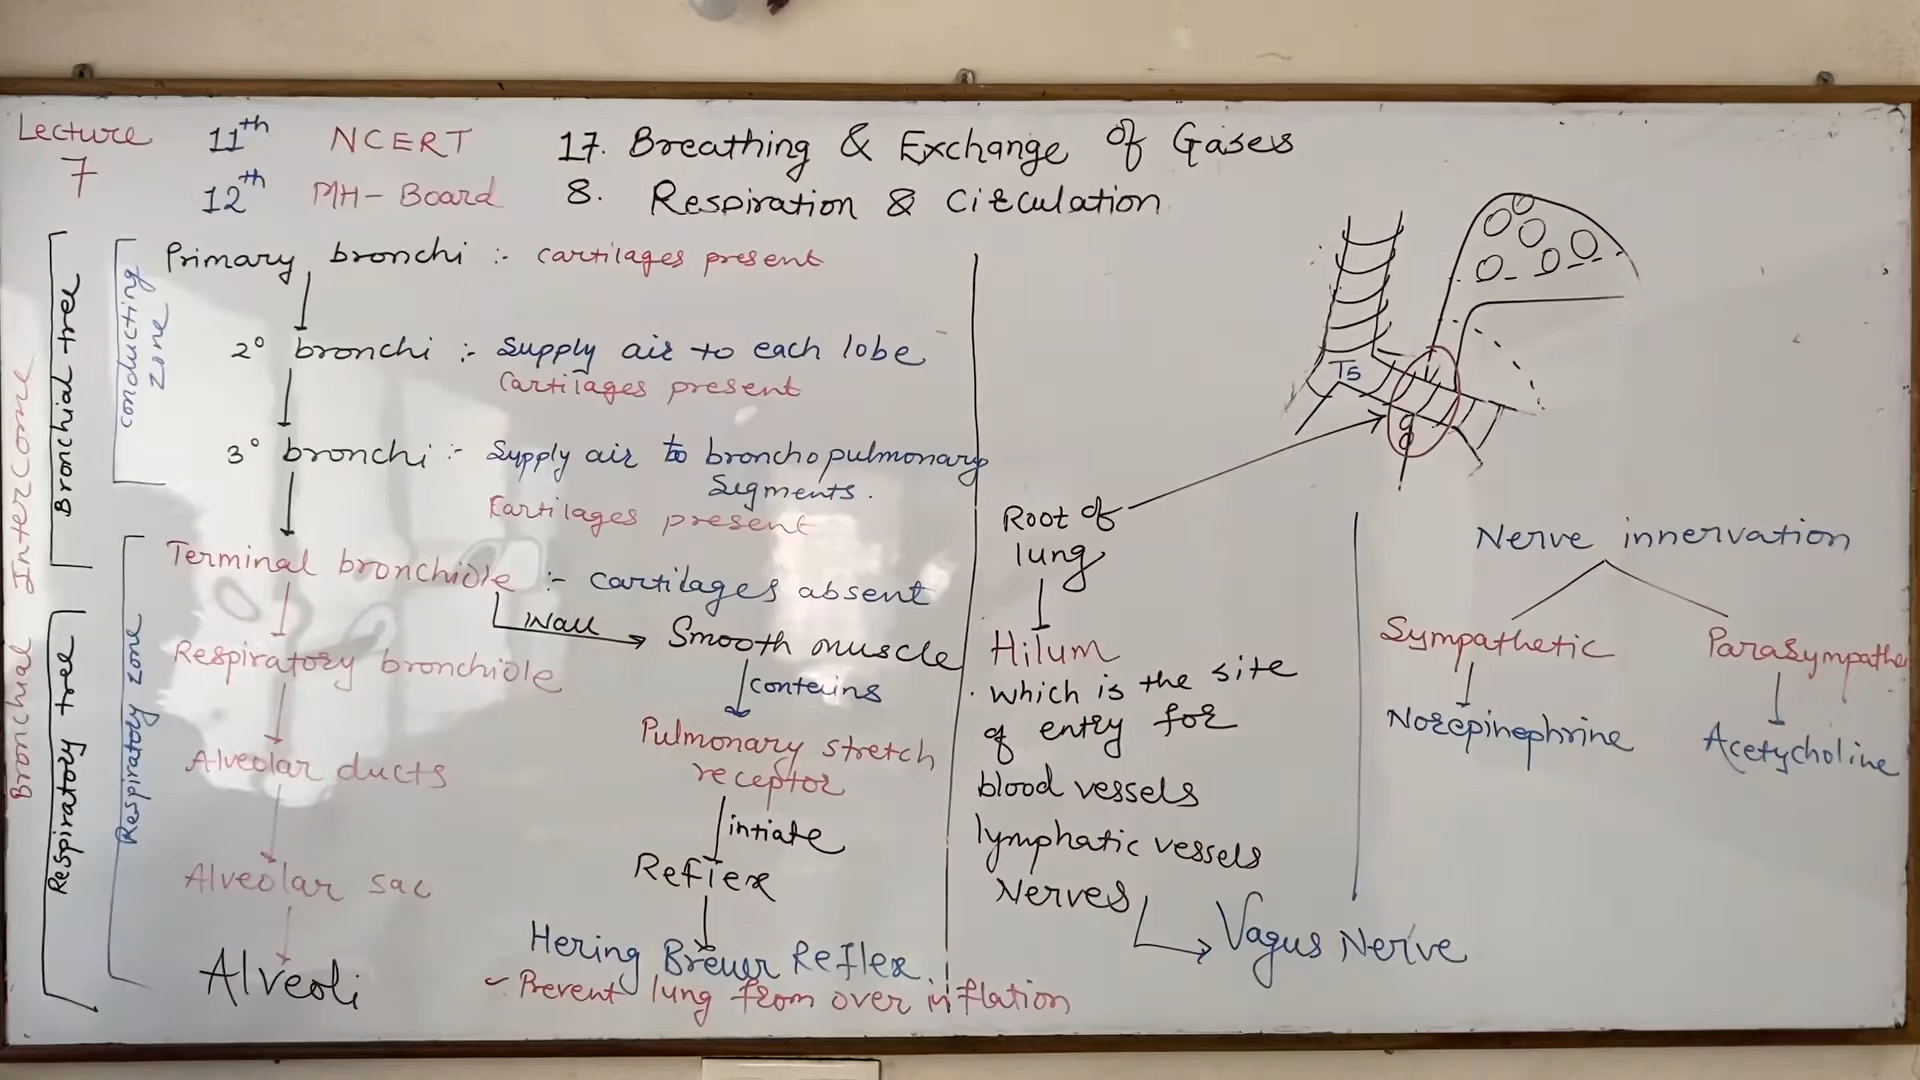 Lecture 7
11th NCERT 17. Breathing & Exchange of Gases
12th MH-Board 8. Respiration & Circulation
Bronchial tree
conducting zone
Primary bronchi :- cartilages present
2° bronchi :- Supply air to each lobe
Cartilages present
3° bronchi :- Supply air to bronchopulmonary
Segments.
Cartilages present
Respiratory tree
Respiratory zone
Terminal bronchiole :- cartilages absent
Wall Smooth muscle
Respiratory bronchiole
contains
Alveolar ducts
Pulmonary stretch
receptor
intiate
Alveolar sac
Reflex
Alveoli
Hering Breuer Reflex
- Prevent lung from over inflation
T5
Root of
lung
Hilum
. which is the site
of entry for
blood vessels
lymphatic vessels
Nerves
Vagus Nerve
Nerve innervation
Sympathetic
Norepinephrine
Parasympathe
Acetycholine
Bronchial